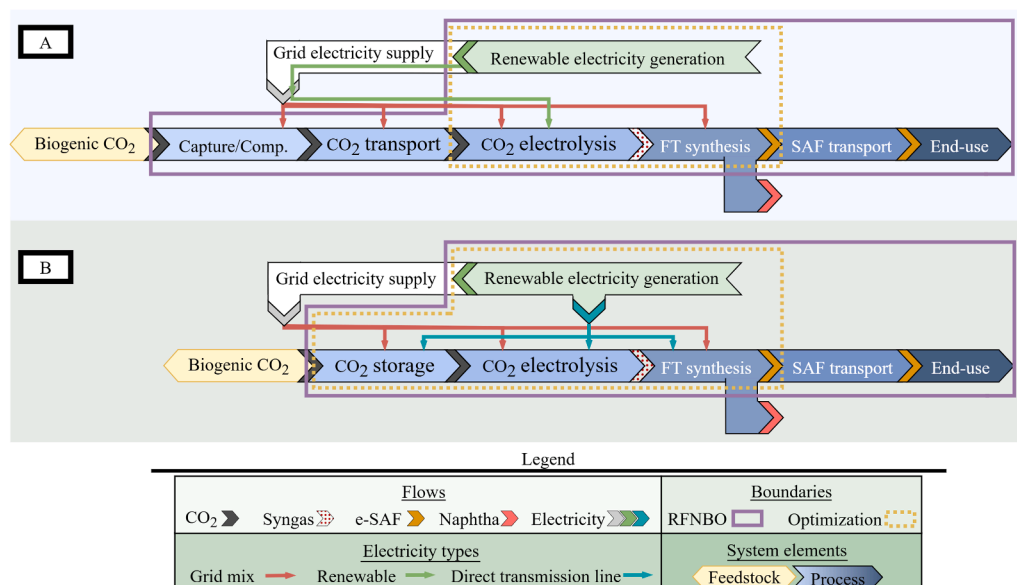 A
Grid electricity supply
Renewable electricity generation
Biogenic CO2
Capture/Comp.
CO2 transport
CO2 electrolysis
FT synthesis
SAF transport
End-use
B
Grid electricity supply
Renewable electricity generation
Biogenic CO2
CO2 storage
CO2 electrolysis
FT synthesis
SAF transport
End-use
Legend
Flows
CO2 Syngas e-SAF Naphtha Electricity
Boundaries
RFNBO Optimization
Electricity types
Grid mix Renewable Direct transmission line
System elements
Feedstock Process